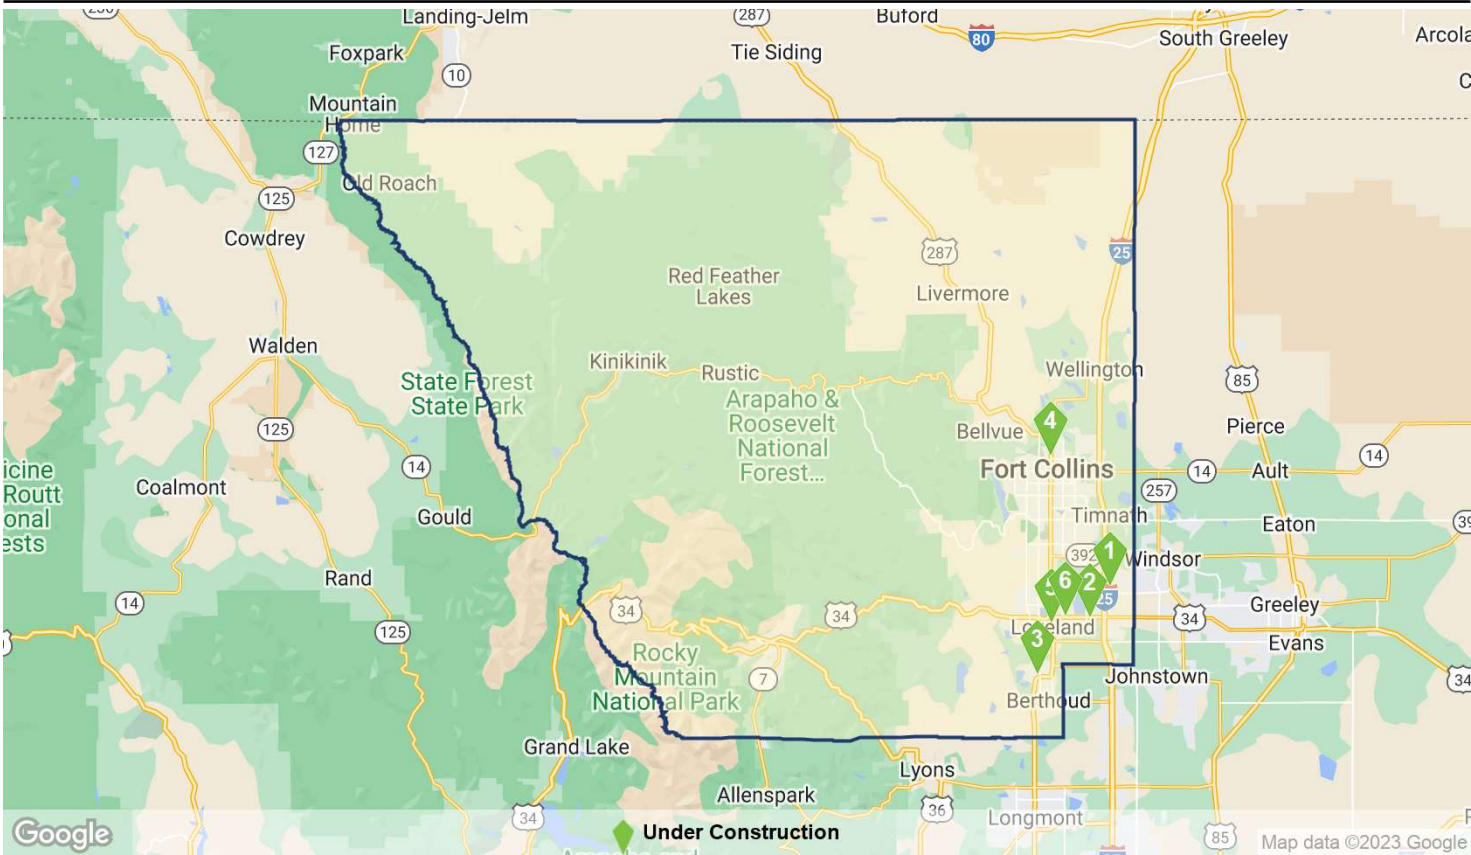 Landing-Jelm
287
Buford
80
South Greeley
Foxpark
Tie Siding
10
Mountain
Home
127
Old Roach
125
Cowdrey
287
25
Red Feather
Lakes
Livermore
Walden
Kinikinik
Rustic
Wellington
85
State Forest
State Park
Arapaho &
Roosevelt
National
Forest...
4
Bellvue
Pierce
125
14
Fort Collins
14
Ault
14
Coalmont
257
Gould
Timnath
Eaton
392
1
Windsor
Rand
5
6
2
25
14
34
34
34
Greeley
125
Loveland
3
Evans
Rocky
Mountain
National Park
7
Johnstown
34
Berthoud
Grand Lake
Lyons
Allenspark
36
34
Longmont
85
Under Construction
Google
Map data ©2023 Google